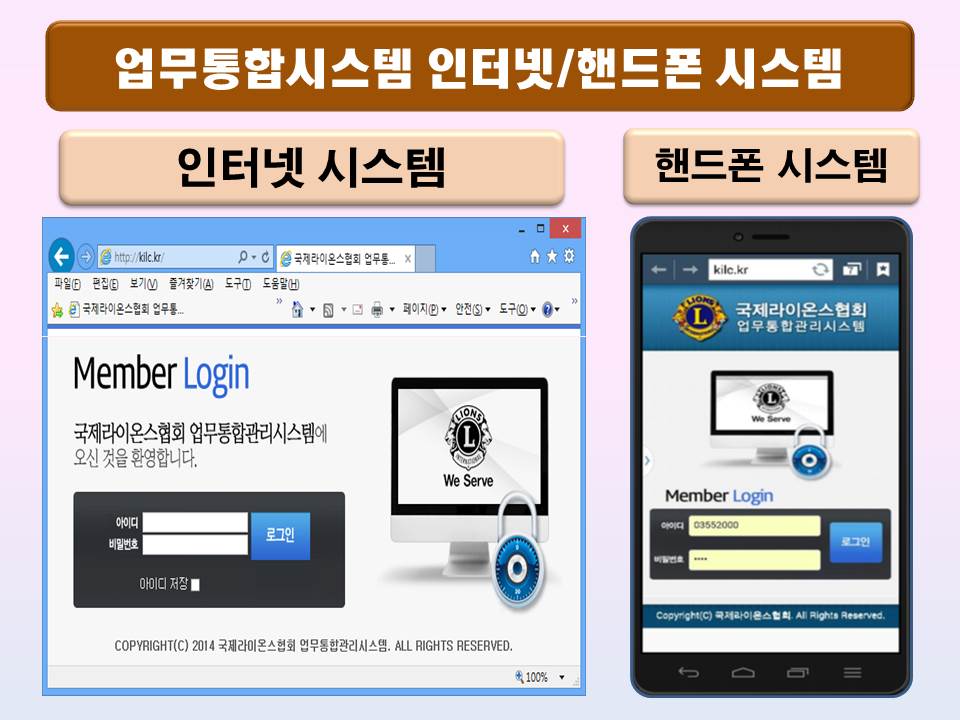 업무통합시스템 인터넷/핸드폰 시스템
인터넷 시스템
핸드폰 시스템
http://kilc.kr/
국제라이온스협회 업무통...
파일(F) 편집(E) 보기(V) 즐겨찾기(A) 도구(T) 도움말(H)
국제라이온스협회 업무통...
페이지(P) 안전(S) 도구(O)
Member Login
국제라이온스협회 업무통합관리시스템에
오신 것을 환영합니다.
LIONS
L
INTERNATIONAL
We Serve
아이디
비밀번호
로그인
아이디 저장
COPYRIGHT(C) 2014 국제라이온스협회 업무통합관리시스템. ALL RIGHTS RESERVED.
100%
kilc.kr
7
LIONS
L
국제라이온스협회
업무통합관리시스템
L
We Serve
Member Login
아이디 03552000
비밀번호 ••••
로그인
Copyright(C) 국제라이온스협회. All Rights Reserved.